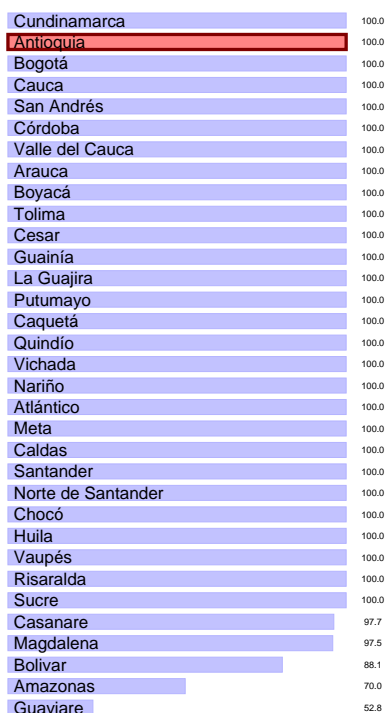 Cundinamarca 100.0
Antioquia 100.0
Bogotá 100.0
Cauca 100.0
San Andrés 100.0
Córdoba 100.0
Valle del Cauca 100.0
Arauca 100.0
Boyacá 100.0
Tolima 100.0
Cesar 100.0
Guainía 100.0
La Guajira 100.0
Putumayo 100.0
Caquetá 100.0
Quindío 100.0
Vichada 100.0
Nariño 100.0
Atlántico 100.0
Meta 100.0
Caldas 100.0
Santander 100.0
Norte de Santander 100.0
Chocó 100.0
Huila 100.0
Vaupés 100.0
Risaralda 100.0
Sucre 100.0
Casanare 97.7
Magdalena 97.5
Bolivar 88.1
Amazonas 70.0
Guaviare 52.8